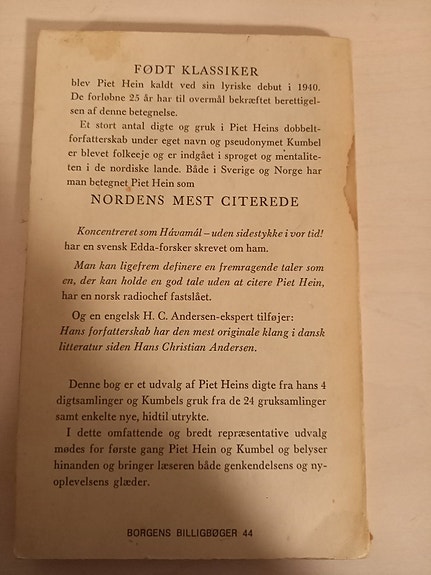 FØDT KLASSIKER
blev Piet Hein kaldt ved sin lyriske debut i 1940.
De forløbne 25 år har til overmål bekræftet berettigel-
sen af denne betegnelse.
Et stort antal digte og gruk i Piet Heins dobbelt-
forfatterskab under eget navn og pseudonymet Kumbel
er blevet folkeeje og er indgået i sproget og mentalite-
ten i de nordiske lande. Både i Sverige og Norge har
man betegnet Piet Hein som
NORDENS MEST CITEREDE
Koncentreret som Hávamál – uden sidestykke i vor tid!
har en svensk Edda-forsker skrevet om ham.
Man kan ligefrem definere en fremragende taler som
en, der kan holde en god tale uden at citere Piet Hein,
har en norsk radiochef fastslået.
Og en engelsk H. C. Andersen-ekspert tilføjer:
Hans forfatterskab har den mest originale klang i dansk
litteratur siden Hans Christian Andersen.
Denne bog er et udvalg af Piet Heins digte fra hans 4
digtsamlinger og Kumbels gruk fra de 24 gruksamlinger
samt enkelte nye, hidtil utrykte.
I dette omfattende og bredt repræsentative udvalg
mødes for første gang Piet Hein og Kumbel og belyser
hinanden og bringer læseren både genkendelsens og ny-
oplevelsens glæder.
BORGENS BILLIGBØGER 44